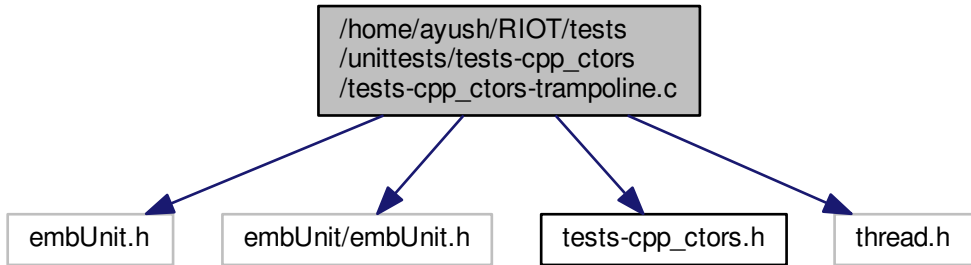 /home/ayush/RIOT/tests
/unittests/tests-cpp_ctors
/tests-cpp_ctors-trampoline.c
embUnit.h
embUnit/embUnit.h
tests-cpp_ctors.h
thread.h